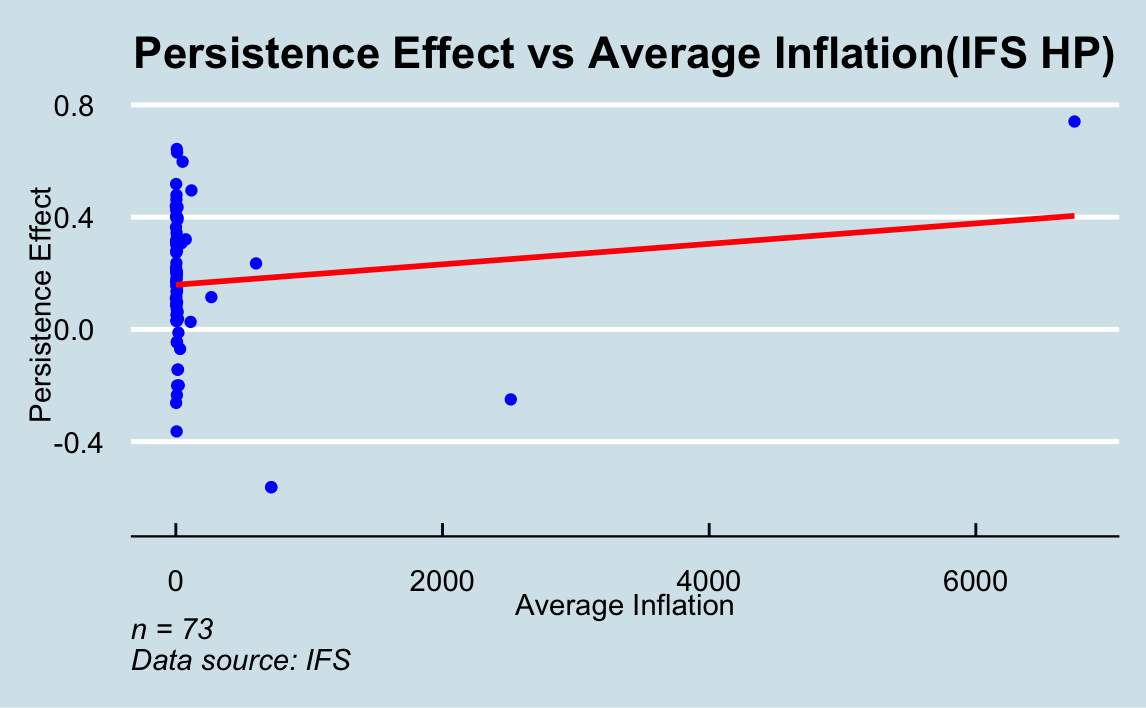 Persistence Effect vs Average Inflation(IFS HP)
0.8
0.4
0.0
-0.4
Persistence Effect
0
2000
4000
6000
Average Inflation
n = 73
Data source: IFS